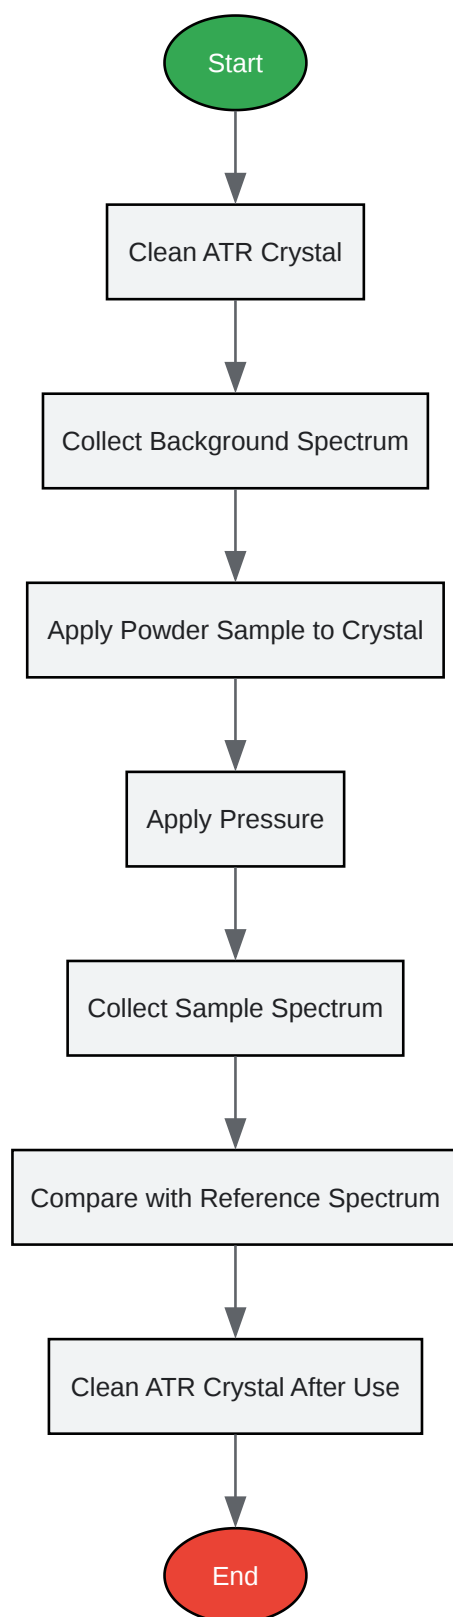 Start
Clean ATR Crystal
Collect Background Spectrum
Apply Powder Sample to Crystal
Apply Pressure
Collect Sample Spectrum
Compare with Reference Spectrum
Clean ATR Crystal After Use
End